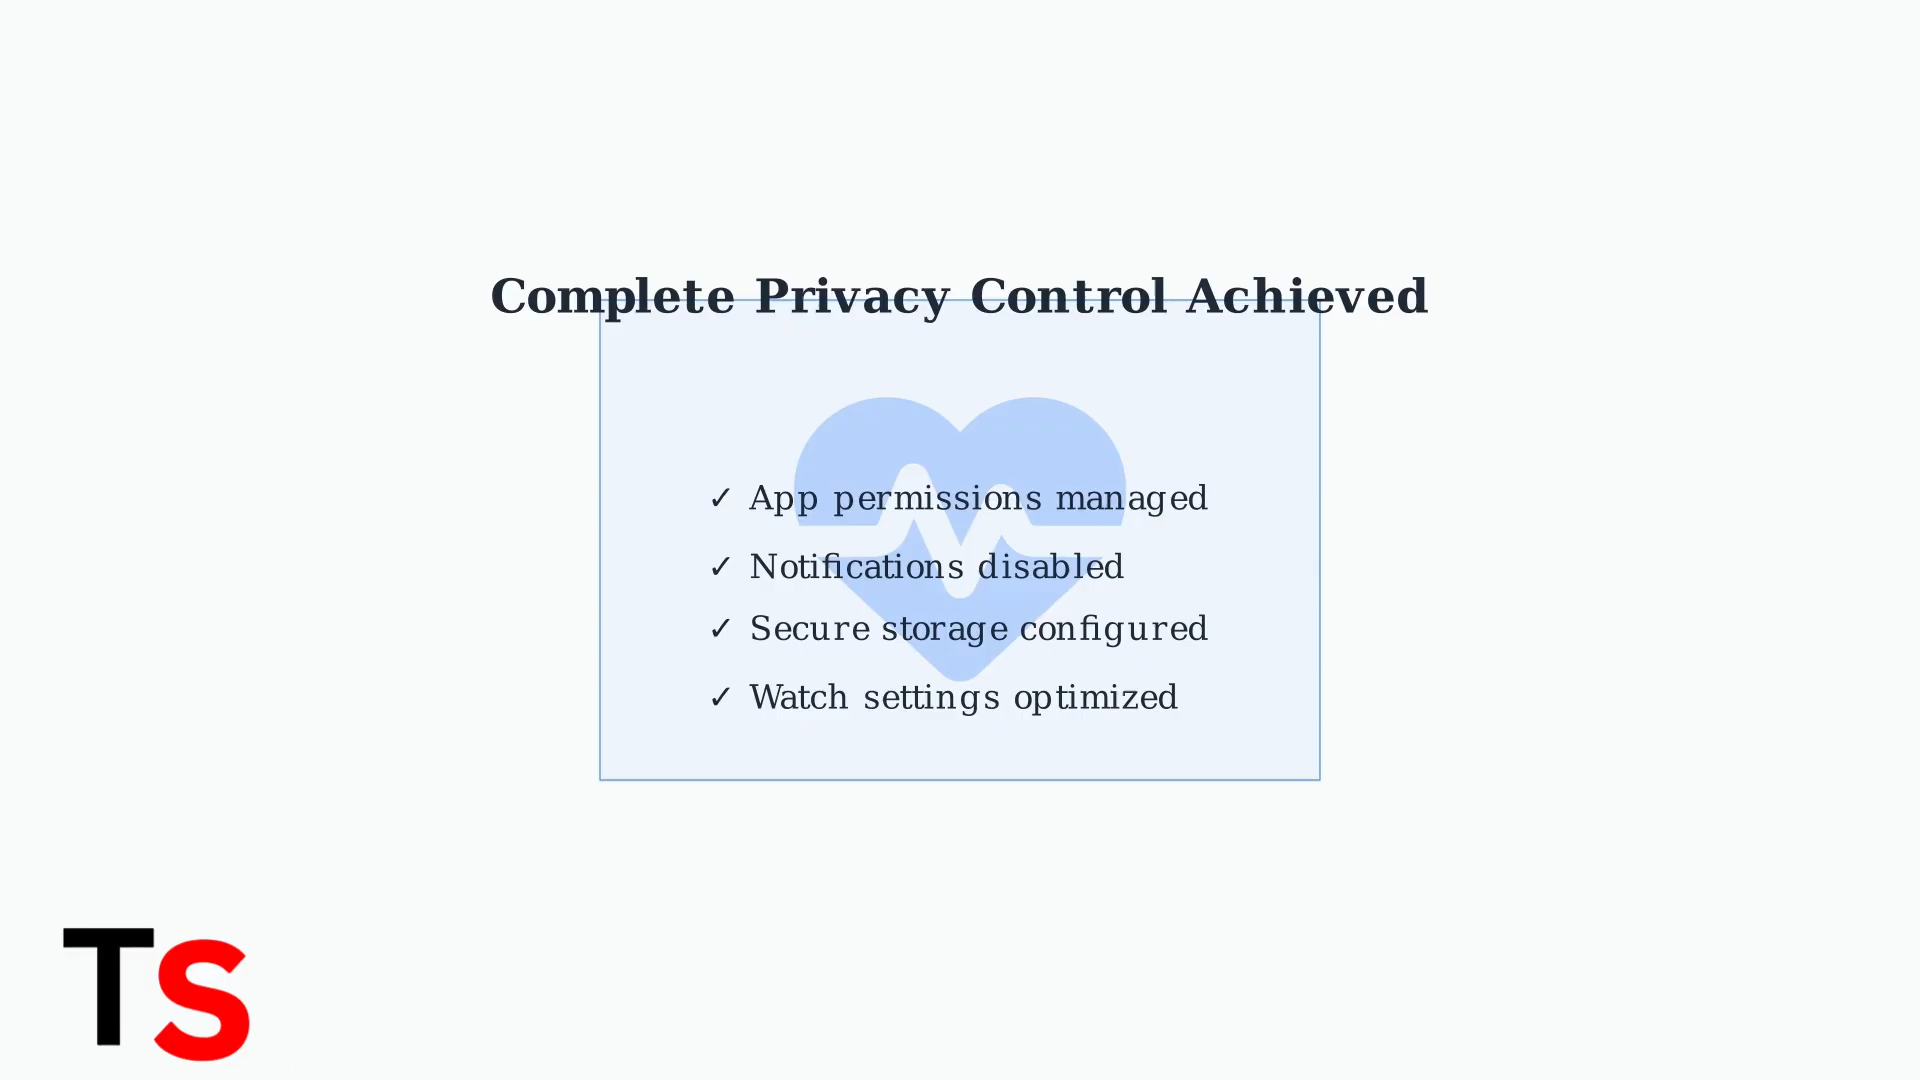 Complete Privacy Control Achieved
✓ App permissions managed
✓ Notifications disabled
✓ Secure storage configured
✓ Watch settings optimized
TS